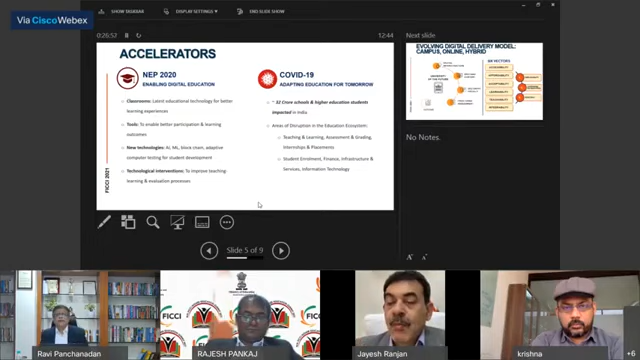 Via CiscoWebex
SHOW TASKBAR
DISPLAY SETTINGS ▾
END SLIDE SHOW
0:26:52
12:44
ACCELERATORS
NEP 2020
ENABLING DIGITAL EDUCATION
Classrooms: Latest educational technology for better
learning experiences
Tools: To enable better participation & learning
outcomes
New technologies: AI, ML, block chain, adaptive
computer testing for student development
Technological Interventions: To improve teaching-
learning & evaluation processes
FICCI 2021
COVID-19
ADAPTING EDUCATION FOR TOMORROW
32 Crore schools & higher education students
impacted in India
Areas of Disruption in the Education Ecosystem:
Teaching & Learning, Assessment & Grading,
Internships & Placements
Student Enrolment, Finance, Infrastructure &
Services, Information Technology
Next slide
EVOLVING DIGITAL DELIVERY MODEL:
CAMPUS, ONLINE, HYBRID
No Notes.
Slide 5 of 9
A A
FICCI
FICCI
Ravi Panchanadan
RAJESH PANKAJ
Jayesh Ranjan
krishna
+6